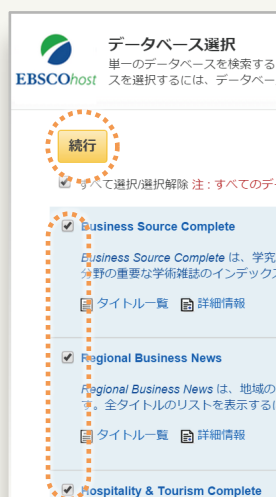 データベース選択
単一のデータベースを検索する
EBSCOhost スを選択するには、データベー
続行
すべて選択/選択解除 注 : すべてのデー
Business Source Complete
Business Source Complete は、学究
分野の重要な学術雑誌のインデックス
タイトル一覧 詳細情報
Regional Business News
Regional Business News は、地域の
す。全タイトルのリストを表示する
タイトル一覧 詳細情報
Hospitality & Tourism Complete